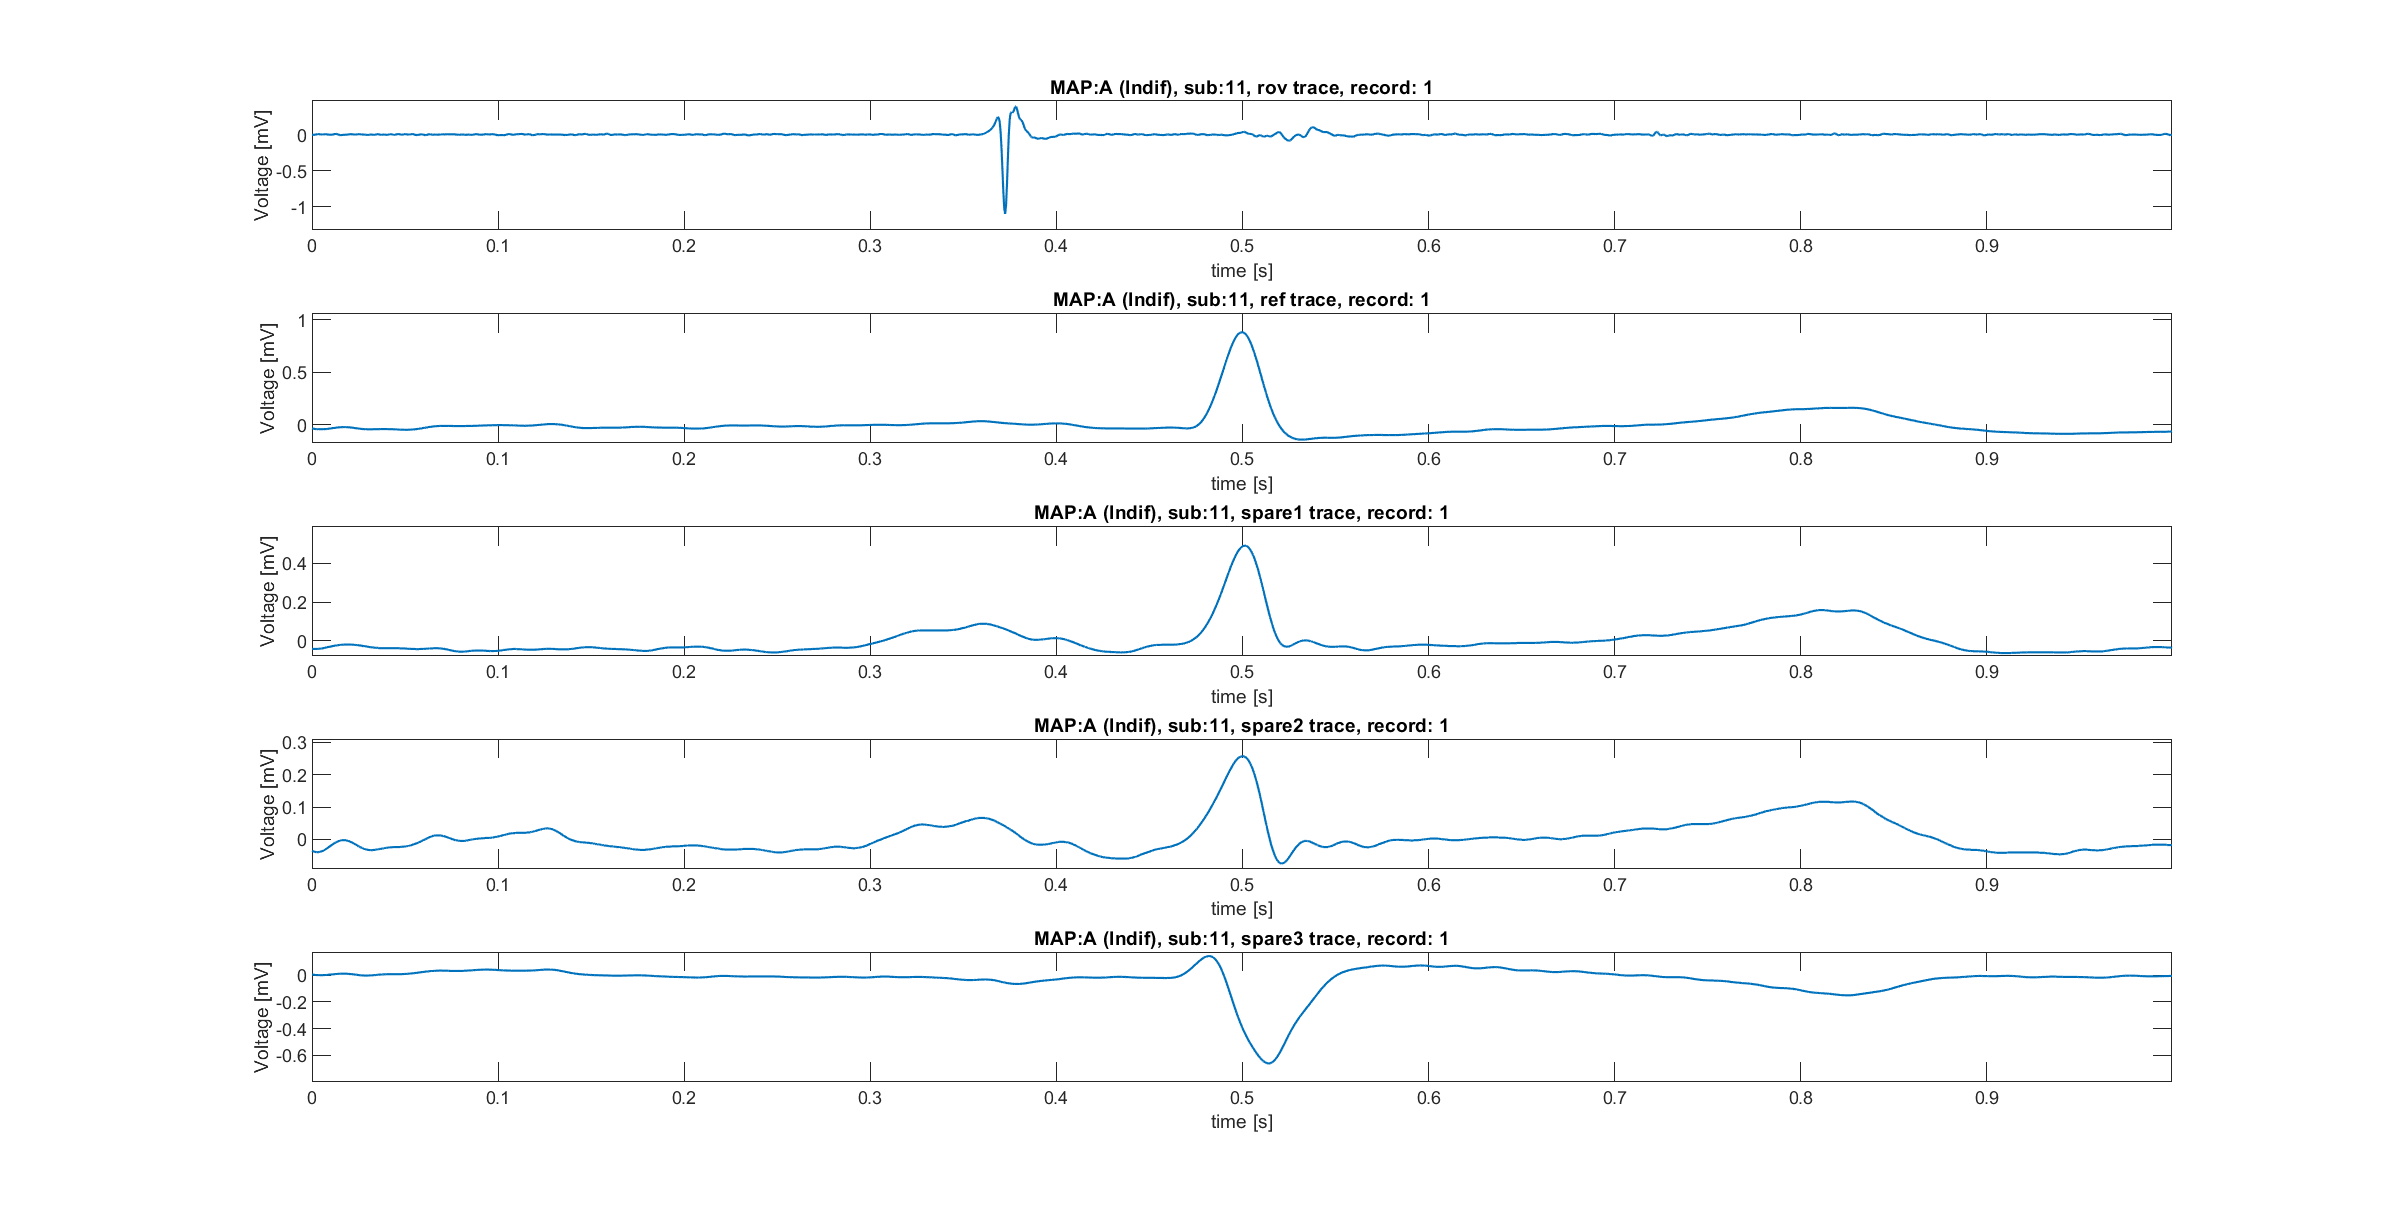 MAP:A (Indif), sub:11, rov trace, record: 1
Voltage [mV]
0
-0.5
-1
0 0.1 0.2 0.3 0.4 0.5 0.6 0.7 0.8 0.9
time [s]
MAP:A (Indif), sub:11, ref trace, record: 1
Voltage [mV]
1
0.5
0
0 0.1 0.2 0.3 0.4 0.5 0.6 0.7 0.8 0.9
time [s]
MAP:A (Indif), sub:11, spare1 trace, record: 1
Voltage [mV]
0.4
0.2
0
0 0.1 0.2 0.3 0.4 0.5 0.6 0.7 0.8 0.9
time [s]
MAP:A (Indif), sub:11, spare2 trace, record: 1
Voltage [mV]
0.3
0.2
0.1
0
0 0.1 0.2 0.3 0.4 0.5 0.6 0.7 0.8 0.9
time [s]
MAP:A (Indif), sub:11, spare3 trace, record: 1
Voltage [mV]
0
-0.2
-0.4
-0.6
0 0.1 0.2 0.3 0.4 0.5 0.6 0.7 0.8 0.9
time [s]